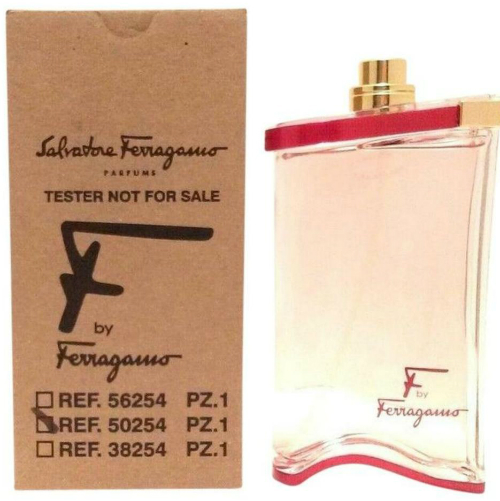 Salvatore Ferragamo
PARFUMS
TESTER NOT FOR SALE
F
by
Ferragamo
REF. 56254 PZ.1
REF. 50254 PZ.1
REF. 38254 PZ.1
F by
Ferragamo